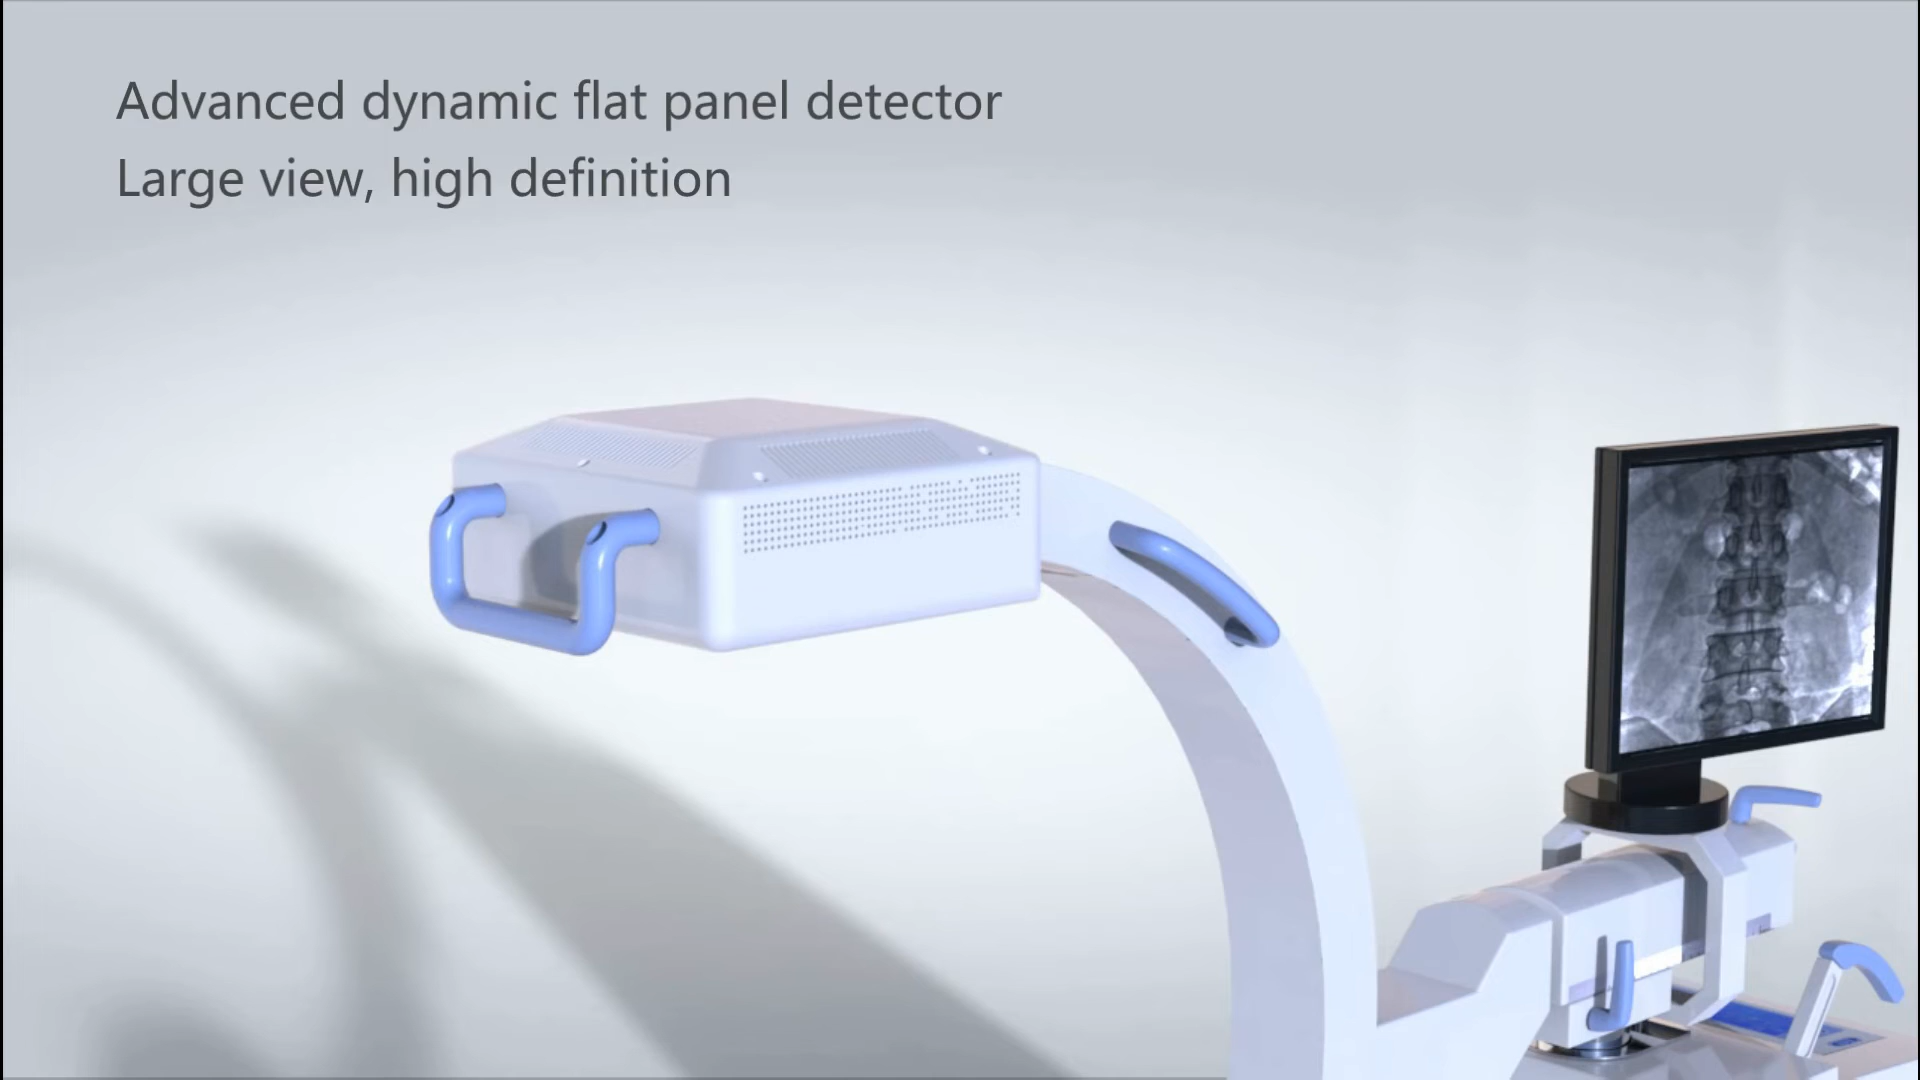 Advanced dynamic flat panel detector
Large view, high definition